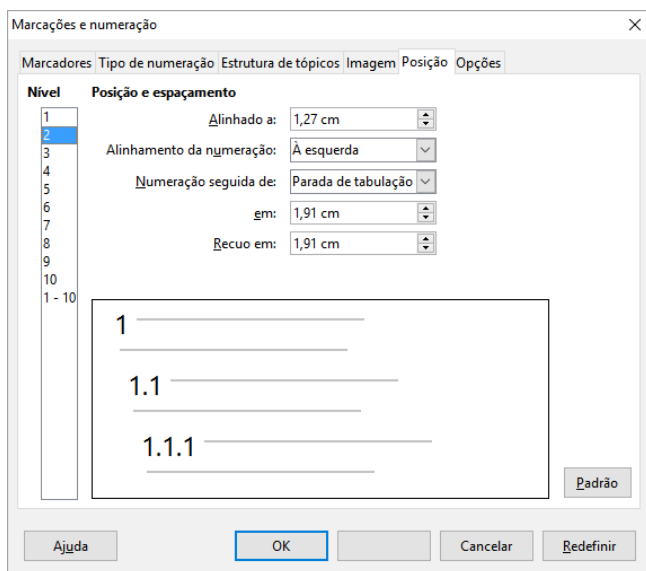 Marcações e numeração
Marcadores Tipo de numeração Estrutura de tópicos Imagem Posição Opções
Nível Posição e espaçamento
1
2
3
4
5
6
7
8
9
10
1 - 10
Alinhado a: 1,27 cm
Alinhamento da numeração: À esquerda
Numeração seguida de: Parada de tabulação
em: 1,91 cm
Recuo em: 1,91 cm
1
1.1
1.1.1
Padrão
Ajuda OK Cancelar Redefinir